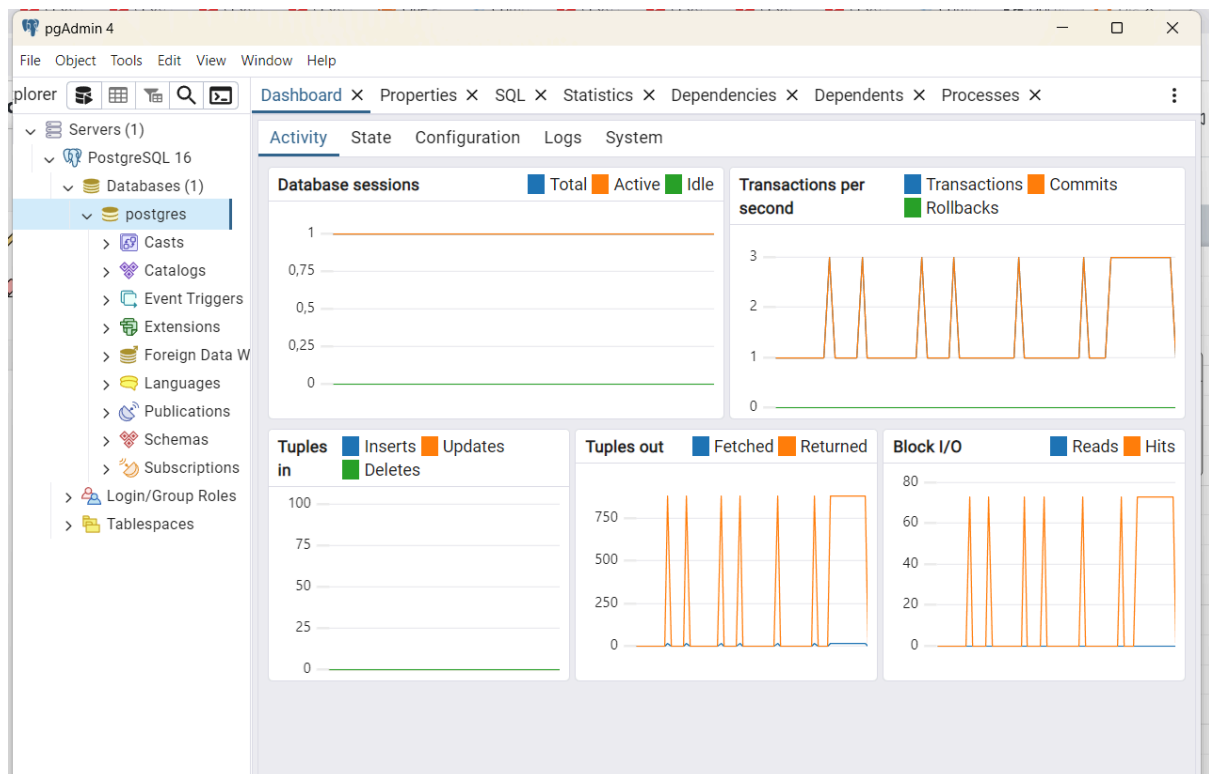 pgAdmin 4
File Object Tools Edit View Window Help
plorer
Dashboard Properties SQL Statistics Dependencies Dependents Processes
Servers (1)
PostgreSQL 16
Databases (1)
postgres
Casts
Catalogs
Event Triggers
Extensions
Foreign Data W
Languages
Publications
Schemas
Subscriptions
Login/Group Roles
Tablespaces
Activity State Configuration Logs System
Database sessions Total Active Idle
1
0,75
0,5
0,25
0
Transactions per second Transactions Commits
Rollbacks
3
2
1
0
Tuples in Inserts Updates
Deletes
100
75
50
25
0
Tuples out Fetched Returned
750
500
250
0
Block I/O Reads Hits
80
60
40
20
0